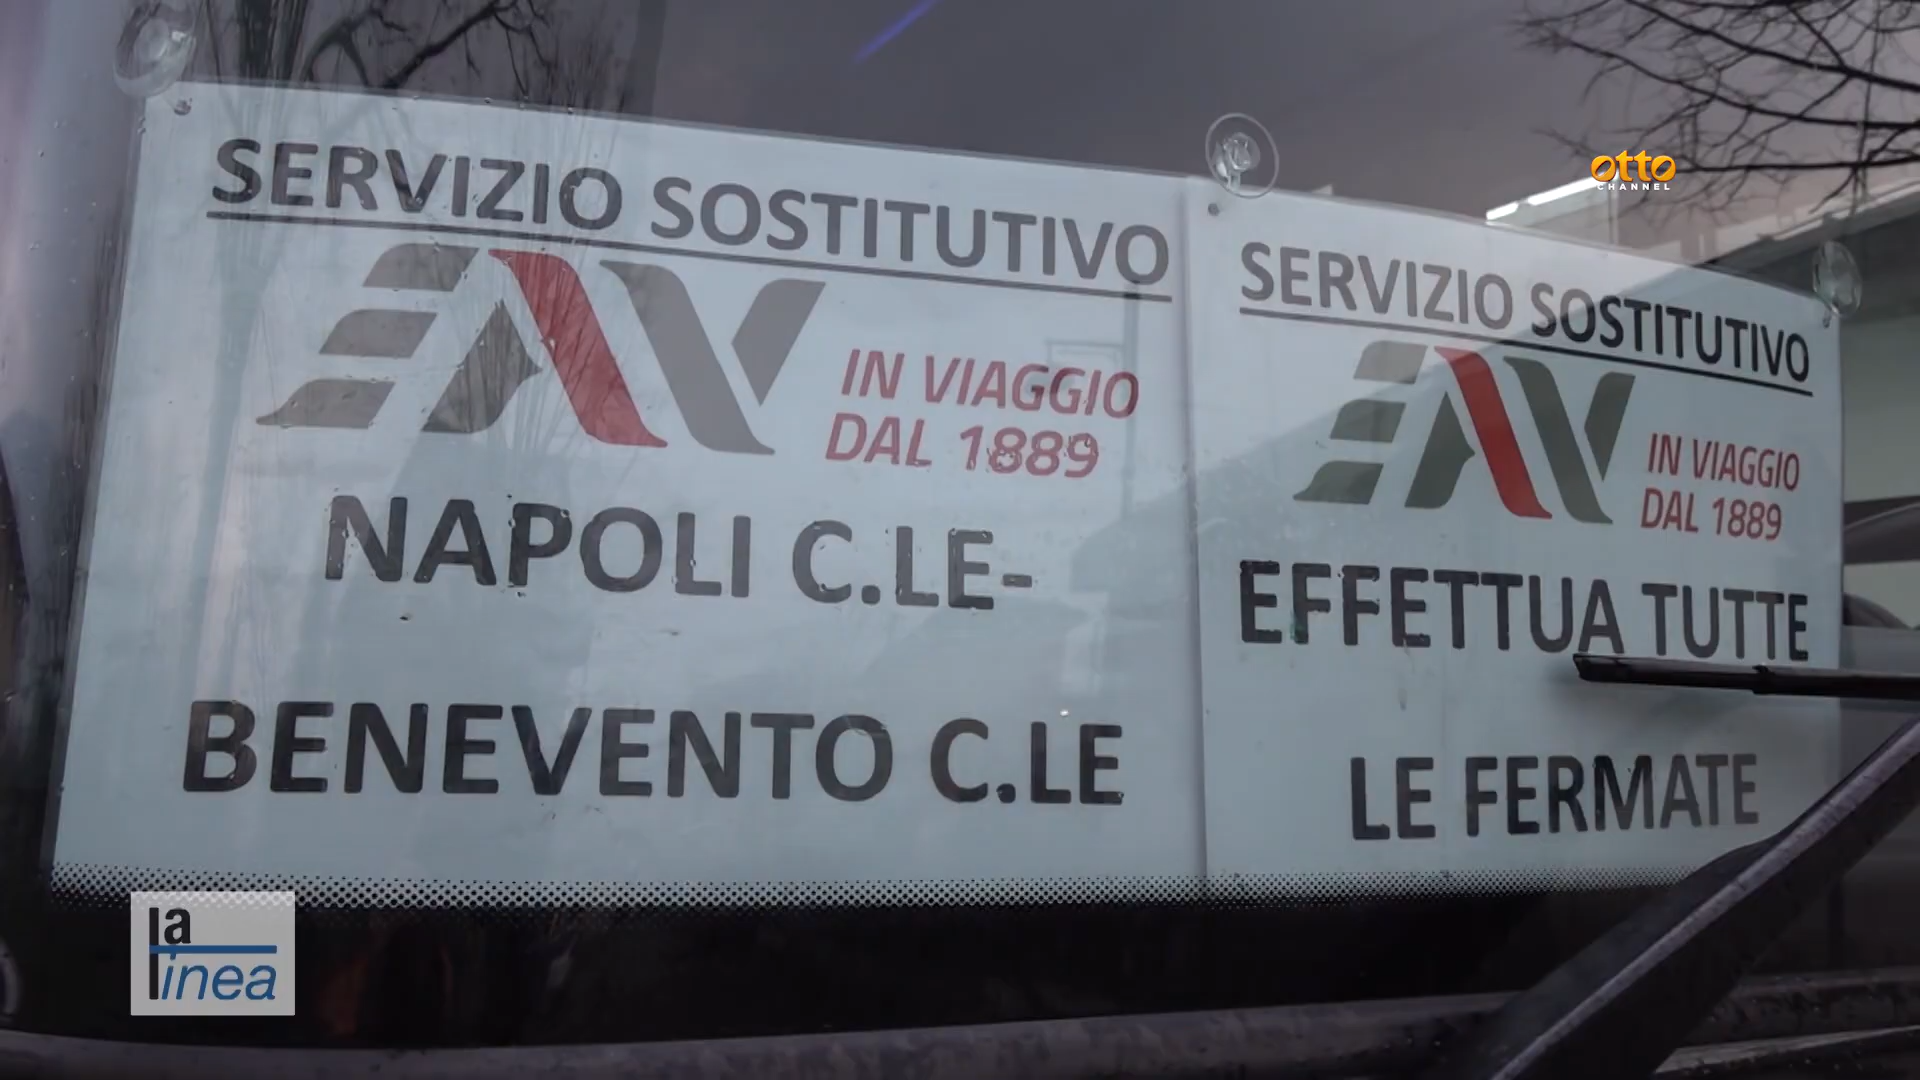 SERVIZIO SOSTITUTIVO
EAV
IN VIAGGIO
DAL 1889
NAPOLI C.LE-
BENEVENTO C.LE
SERVIZIO SOSTITUTIVO
EAV
IN VIAGGIO
DAL 1889
EFFETTUA TUTTE
LE FERMATE
otto
CHANNEL
la
linea